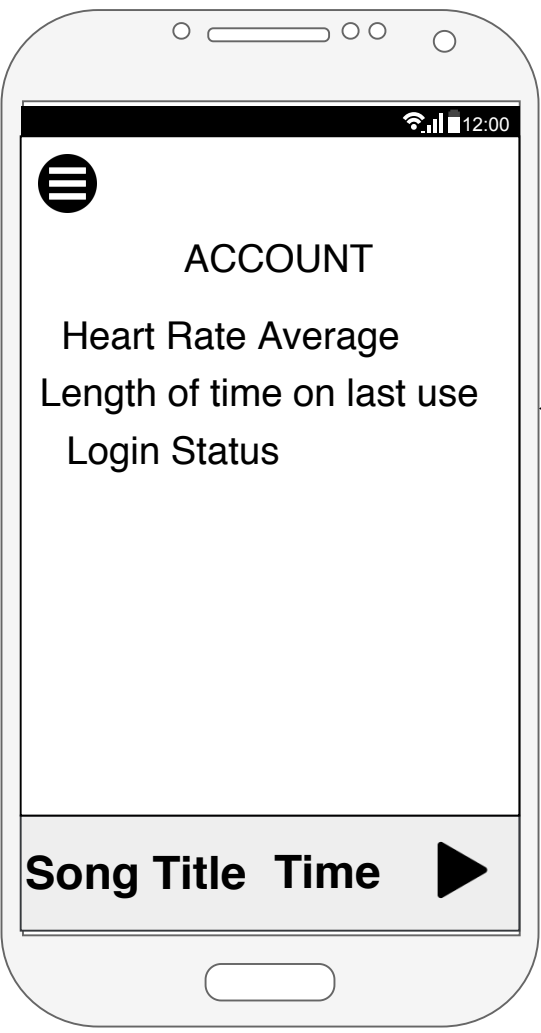 12:00
ACCOUNT
Heart Rate Average
Length of time on last use
Login Status
Song Title Time